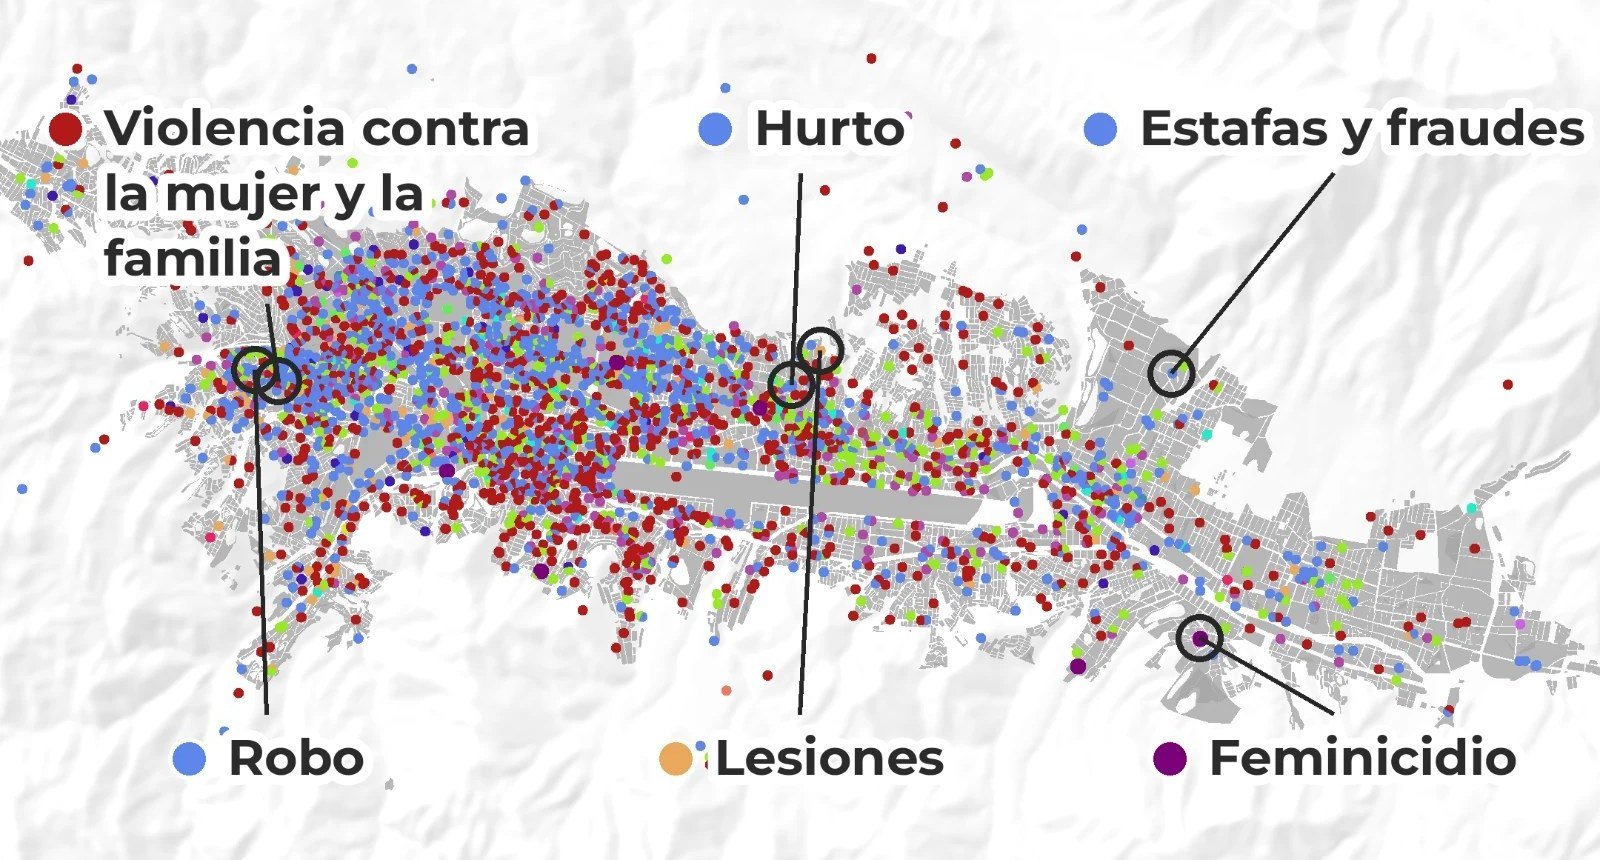 Violencia contra
la mujer y la
familia
Hurto
Estafas y fraudes
Robo
Lesiones
Feminicidio